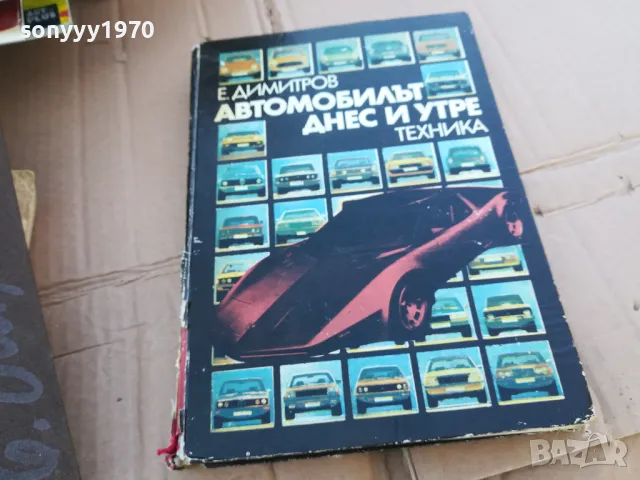 sonyyy1970
Е. ДИМИТРОВ
АВТОМОБИЛЪТ
ДНЕС И УТРЕ
ТЕХНИКА
BAZAR